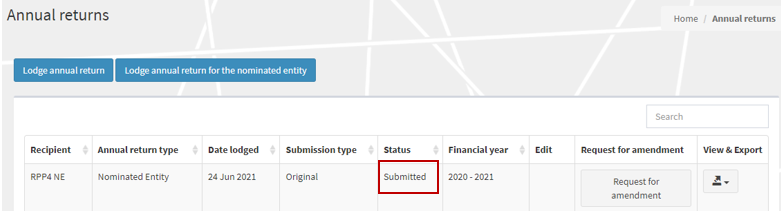 Annual returns
Home / Annual returns
Lodge annual return Lodge annual return for the nominated entity
Search
Recipient Annual return type Date lodged Submission type Status Financial year Edit Request for amendment View & Export
RPP4 NE Nominated Entity 24 Jun 2021 Original Submitted 2020 - 2021 Request for
amendment